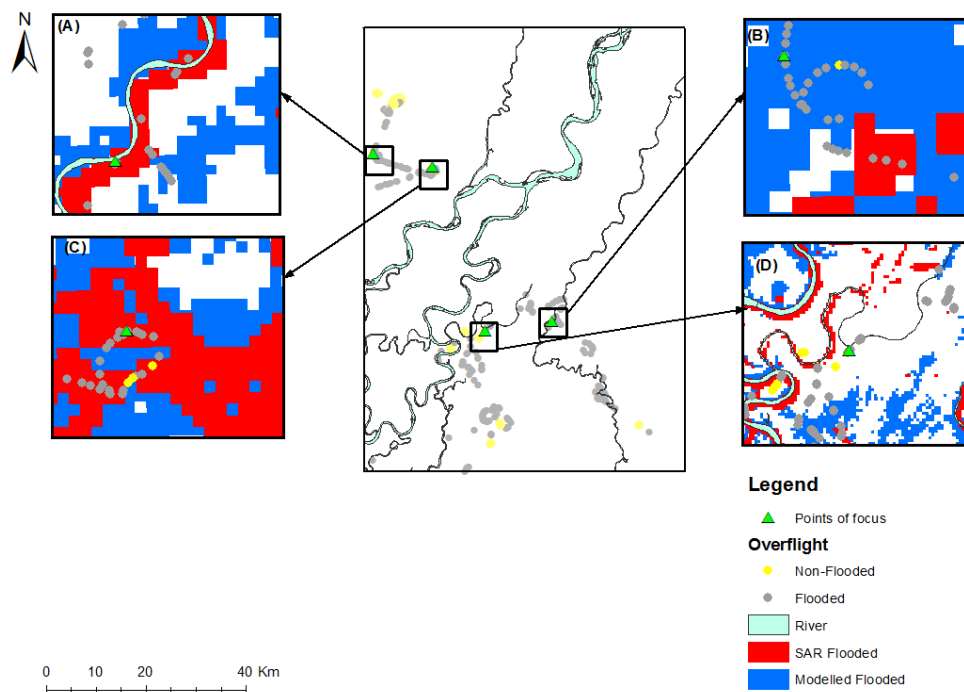 N
(A)
(B)
(C)
(D)
Legend
Points of focus
Overflight
Non-Flooded
Flooded
River
SAR Flooded
Modelled Flooded
0 10 20 40 Km